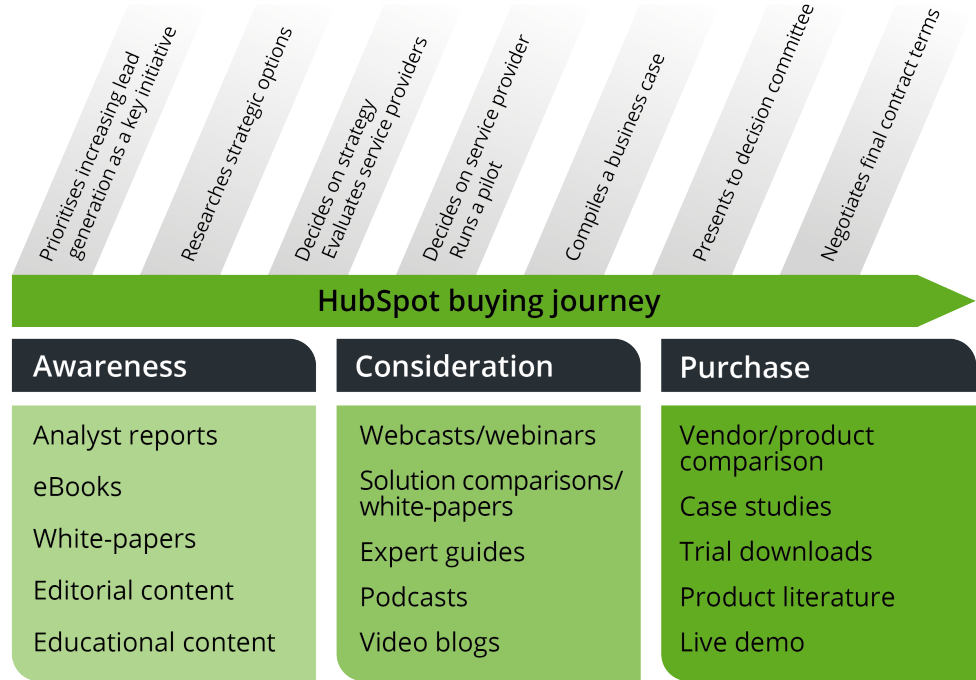 Prioritises increasing lead
generation as a key initiative
Researches strategic options
Decides on strategy
Evaluates service providers
Decides on service provider
Runs a pilot
Compiles a business case
Presents to decision committee
Negotiates final contract terms
HubSpot buying journey
Awareness
Analyst reports
eBooks
White-papers
Editorial content
Educational content
Consideration
Webcasts/webinars
Solution comparisons/
white-papers
Expert guides
Podcasts
Video blogs
Purchase
Vendor/product
comparison
Case studies
Trial downloads
Product literature
Live demo